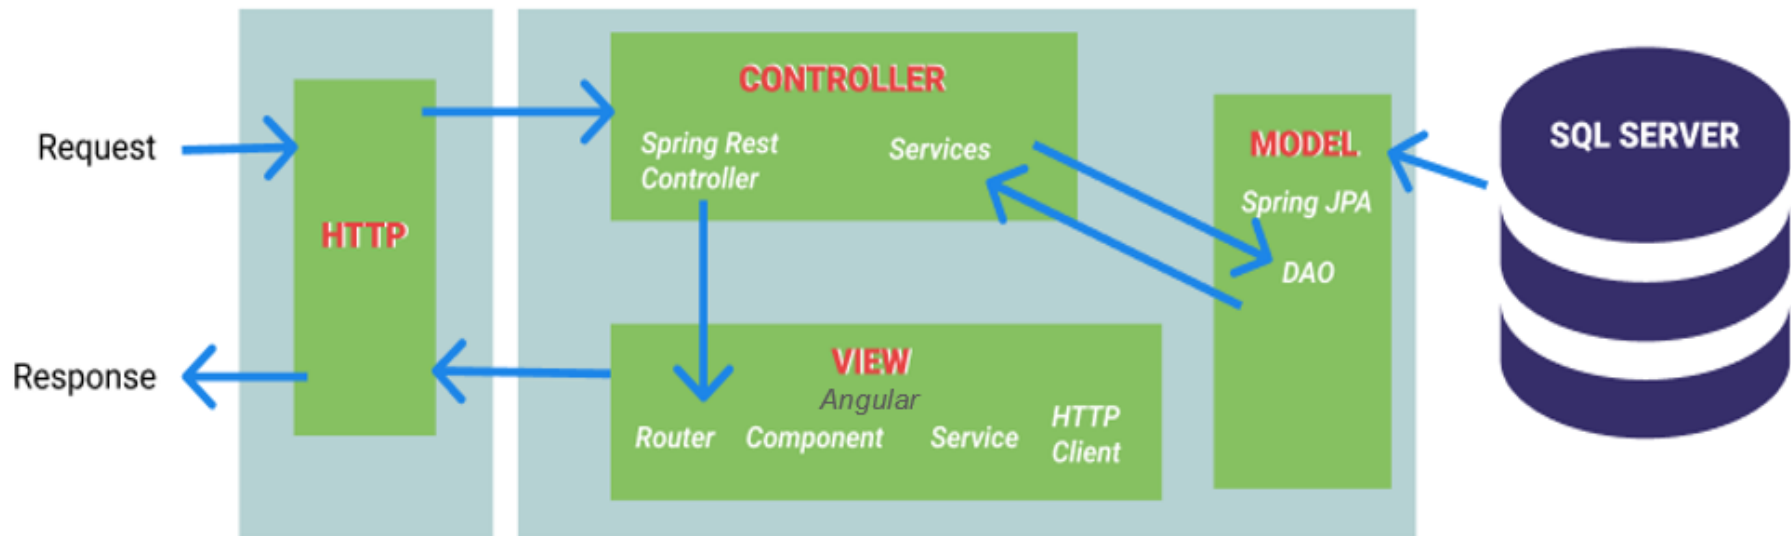 Request
Response
HTTP
CONTROLLER
Spring Rest
Controller
Services
VIEW
Angular
Router
Component
Service
HTTP
Client
MODEL
Spring JPA
DAO
SQL SERVER